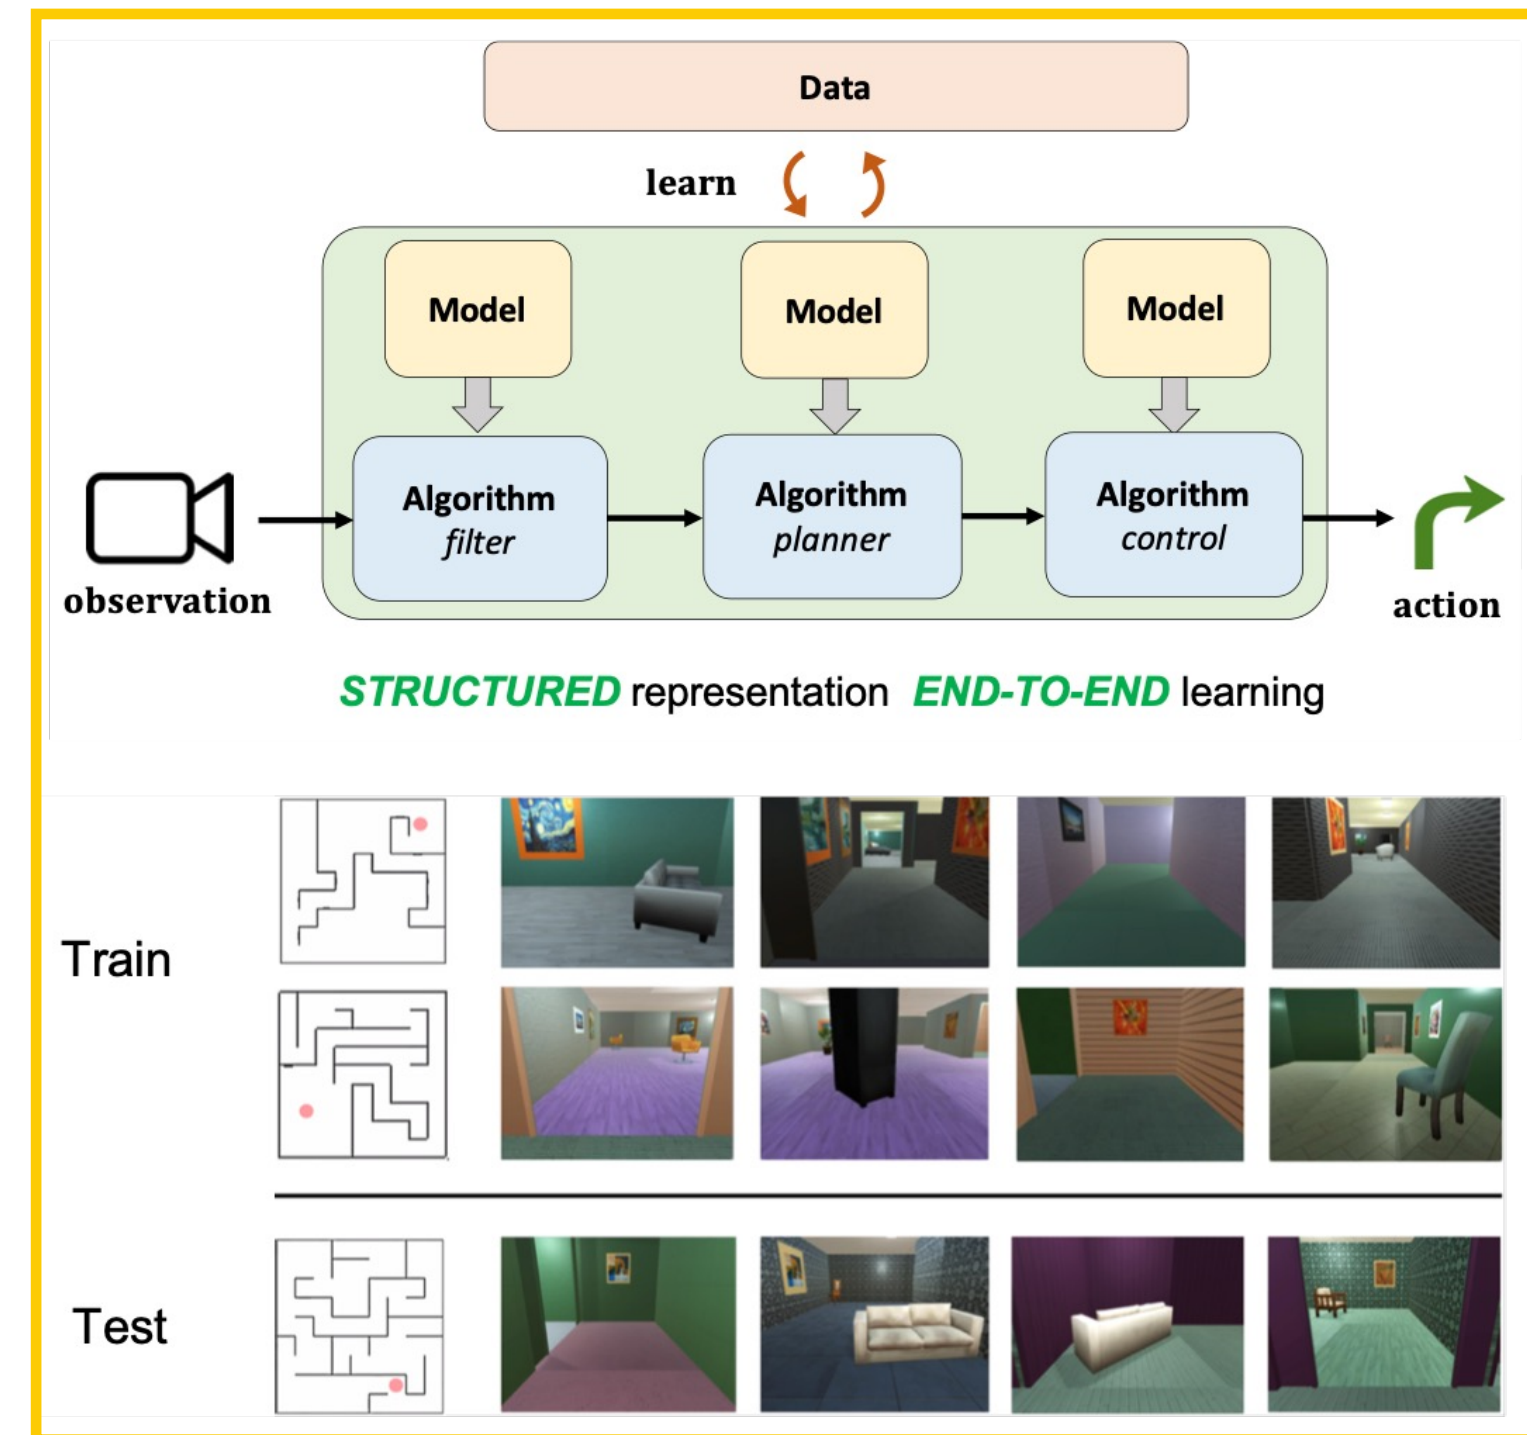 Data
learn
Model Model Model
Algorithm Algorithm Algorithm
filter planner control
observation action
STRUCTURED representation END-TO-END learning
Train
Test